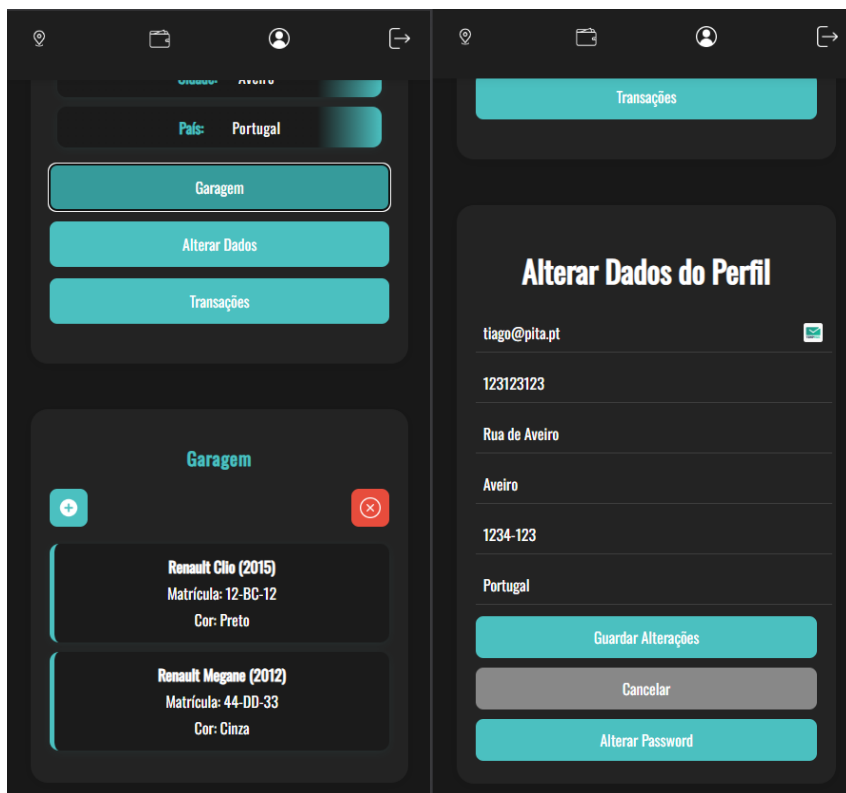 Cidade: Aveiro
País: Portugal
Garagem
Alterar Dados
Transações
Garagem
Renault Clio (2015)
Matrícula: 12-BC-12
Cor: Preto
Renault Megane (2012)
Matrícula: 44-DD-33
Cor: Cinza
Transações
Alterar Dados do Perfil
tiago@pita.pt
123123123
Rua de Aveiro
Aveiro
1234-123
Portugal
Guardar Alterações
Cancelar
Alterar Password